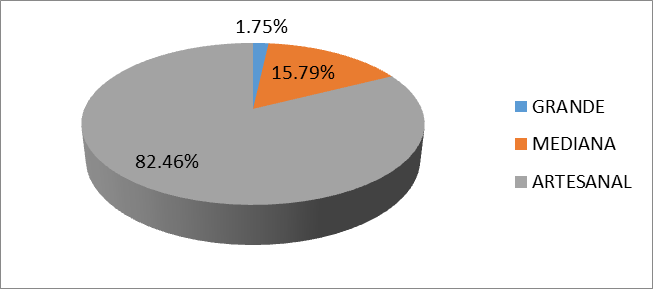 1.75%
15.79%
82.46%
GRANDE
MEDIANA
ARTESANAL